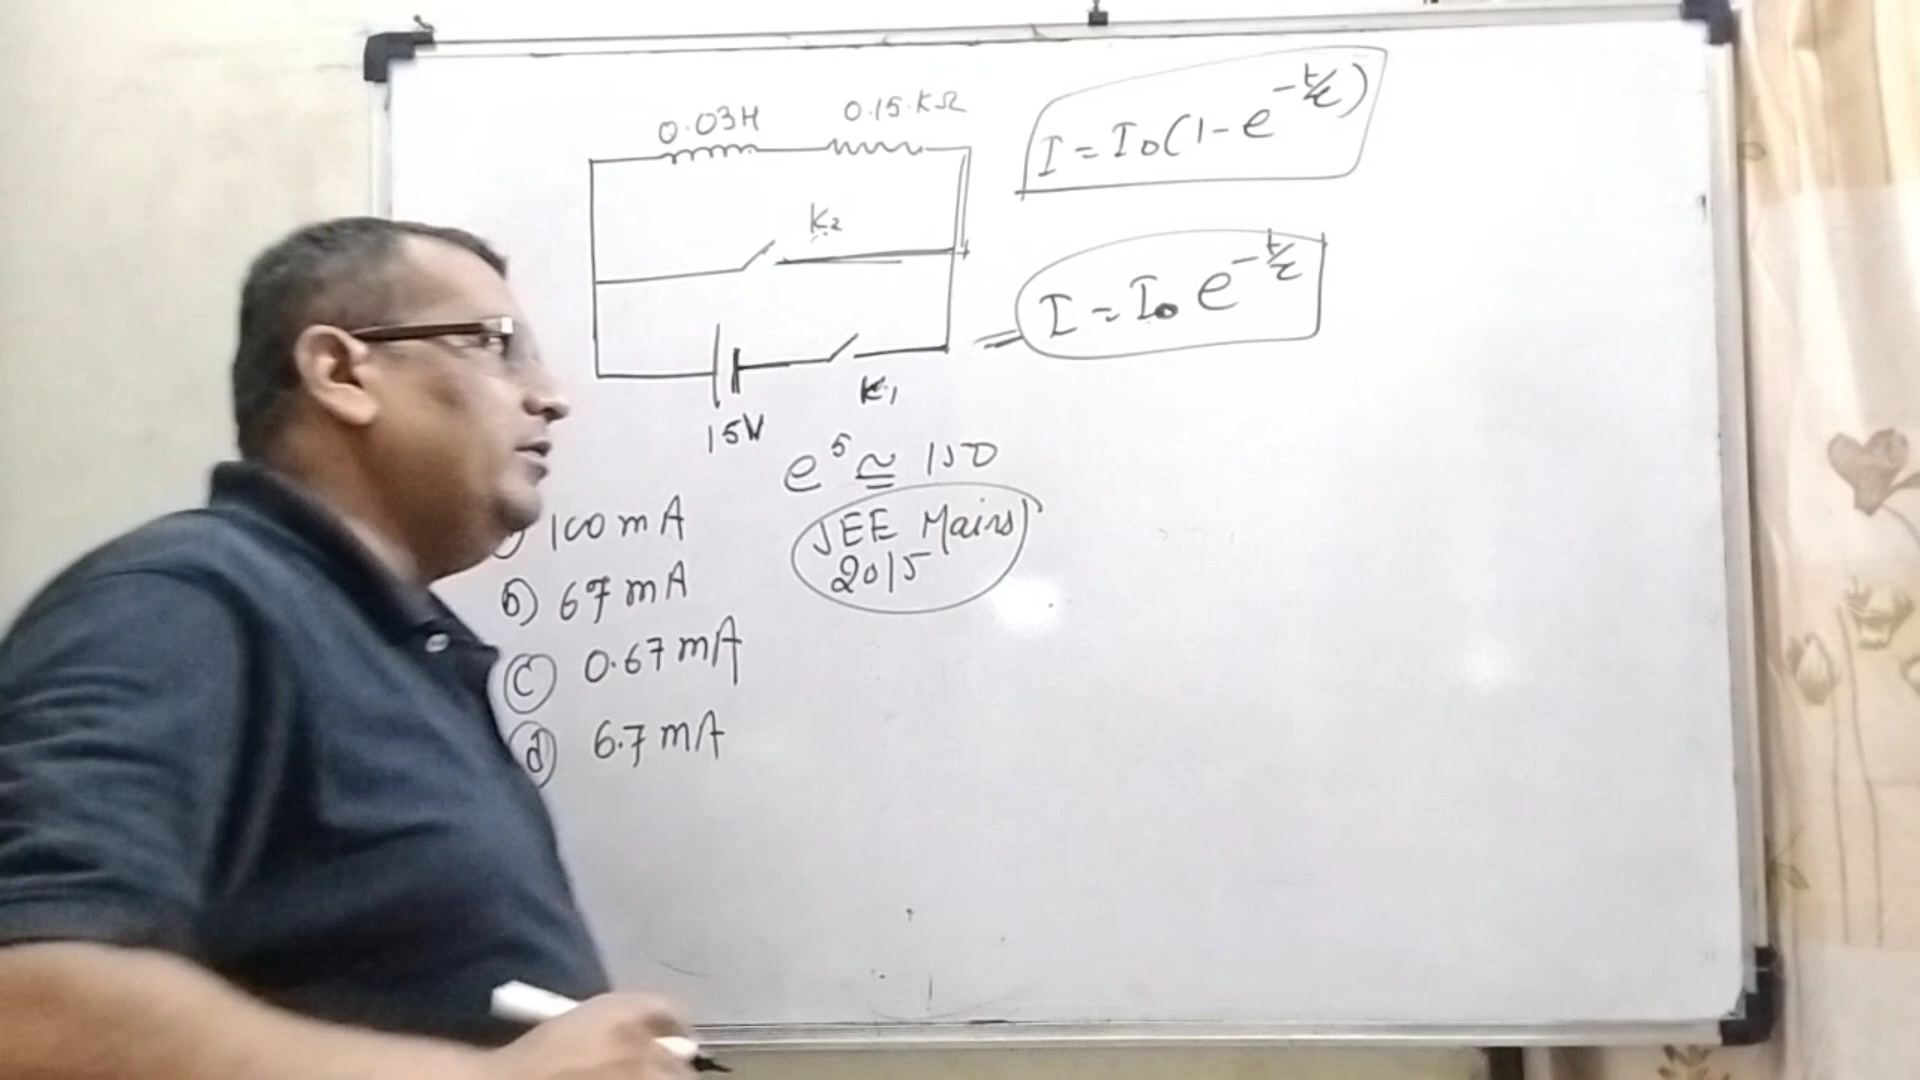 0.03H
0.15.KΩ
K₂
15V
K₁
I = I₀(1 - e^{-t/τ})
I = I₀ e^{-t/τ}
e⁵ ≅ 150
JEE Mains
2015
) 100 mA
b) 67 mA
(c) 0.67 mA
(d) 6.7 mA